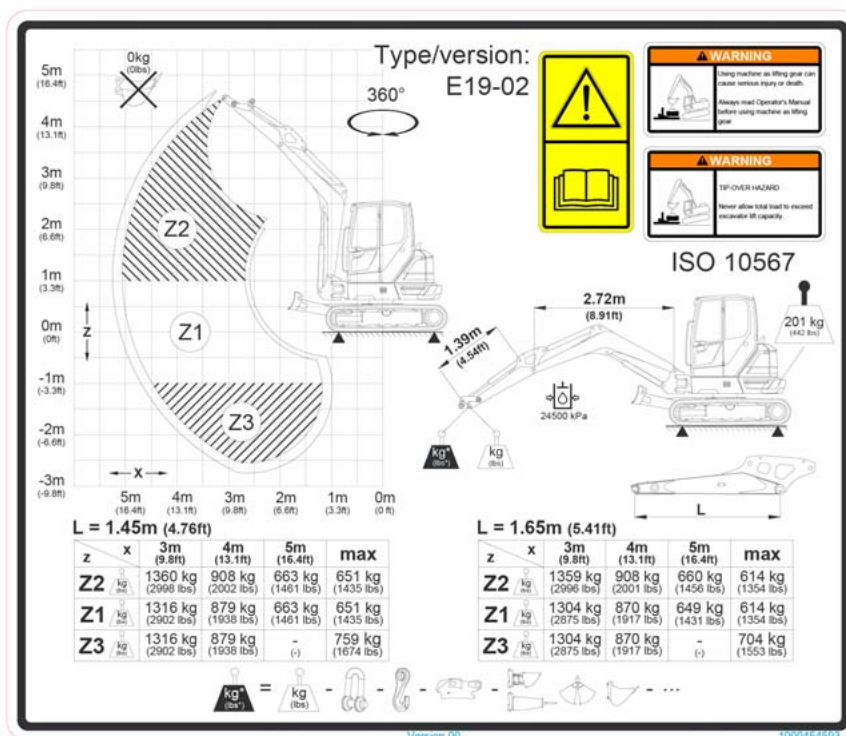 Type/version:
E19-02
0kg
(0lbs)
360°
5m
(16.4ft)
4m
(13.1ft)
3m
(9.8ft)
2m
(6.6ft)
1m
(3.3ft)
0m
(0ft)
-1m
(-3.3ft)
-2m
(-6.6ft)
-3m
(-9.8ft)
Z
X
Z2
Z1
Z3
5m
(16.4ft)
4m
(13.1ft)
3m
(9.8ft)
2m
(6.6ft)
1m
(3.3ft)
0m
(0 ft)
WARNING
Using machine as lifting gear can
cause serious injury or death.
Always read Operator's Manual
before using machine as lifting
gear.
WARNING
TIP-OVER HAZARD
Never allow total load to exceed
excavator lift capacity.
ISO 10567
2.72m
(8.91ft)
1.39m
(4.54ft)
201 kg
(442 lbs)
24500 kPa
kg*
(lbs*)
kg
(lbs)
L
L = 1.45m (4.76ft)
z x 3m (9.8ft) 4m (13.1ft) 5m (16.4ft) max
Z2 kg (lbs) 1360 kg (2998 lbs) 908 kg (2002 lbs) 663 kg (1461 lbs) 651 kg (1435 lbs)
Z1 kg (lbs) 1316 kg (2902 lbs) 879 kg (1938 lbs) 663 kg (1461 lbs) 651 kg (1435 lbs)
Z3 kg (lbs) 1316 kg (2902 lbs) 879 kg (1938 lbs) - (-) 759 kg (1674 lbs)
L = 1.65m (5.41ft)
z x 3m (9.8ft) 4m (13.1ft) 5m (16.4ft) max
Z2 kg (lbs) 1359 kg (2996 lbs) 908 kg (2001 lbs) 660 kg (1456 lbs) 614 kg (1354 lbs)
Z1 kg (lbs) 1304 kg (2875 lbs) 870 kg (1917 lbs) 649 kg (1431 lbs) 614 kg (1354 lbs)
Z3 kg (lbs) 1304 kg (2875 lbs) 870 kg (1917 lbs) - (-) 704 kg (1553 lbs)
kg* (lbs*) = kg (lbs) - - - - - ...
Version 00
1000454593